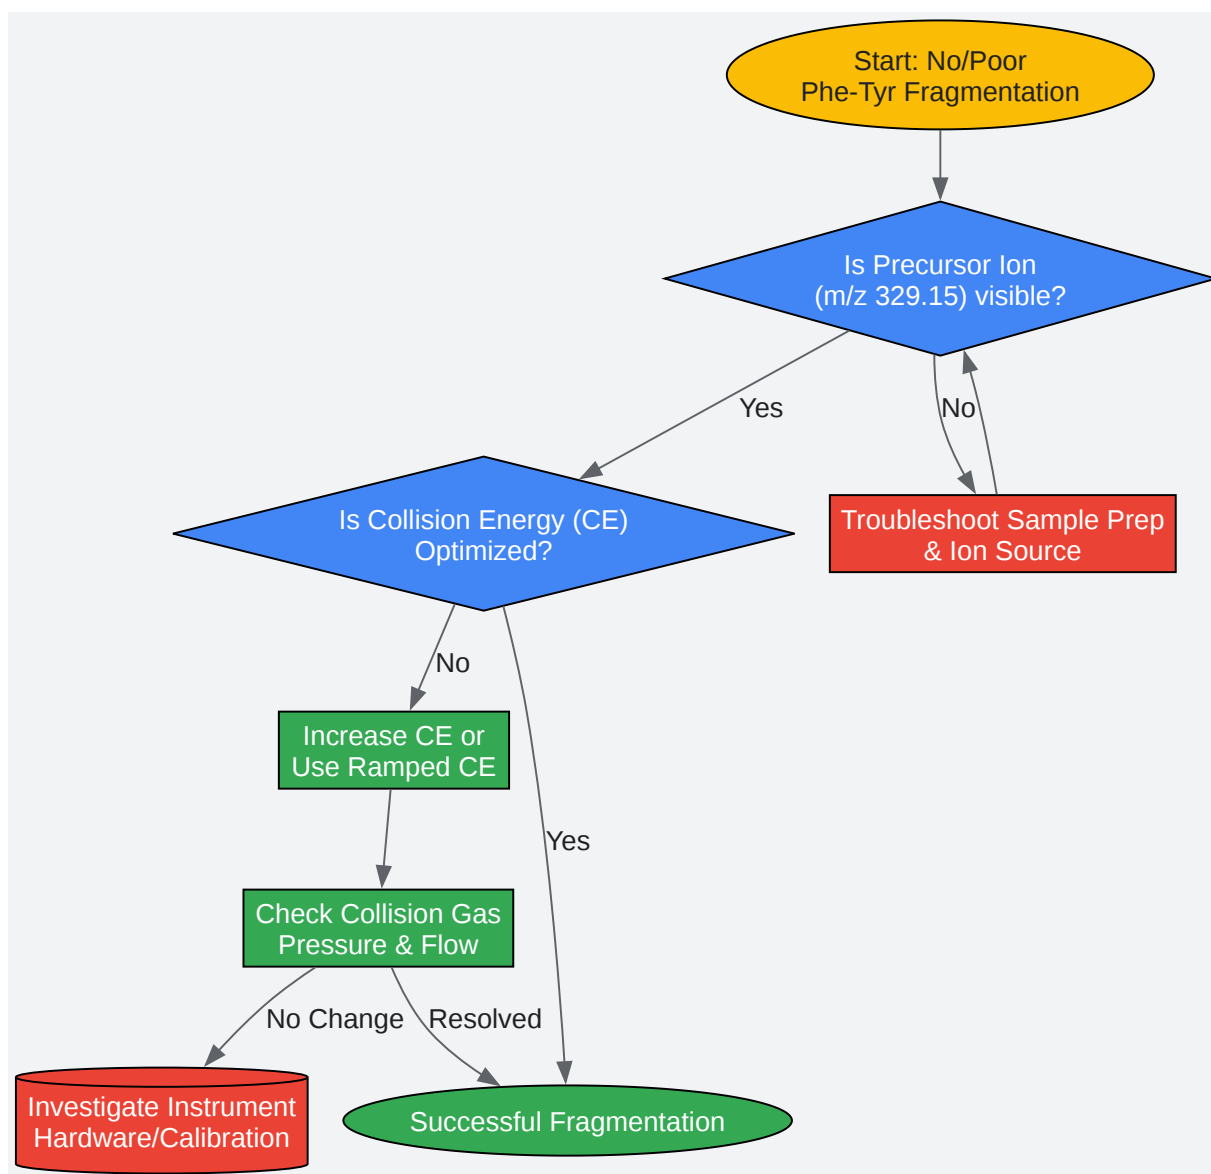 Start: No/Poor
Phe-Tyr Fragmentation
Is Precursor Ion
(m/z 329.15) visible?
Yes
No
Is Collision Energy (CE)
Optimized?
Troubleshoot Sample Prep
& Ion Source
No
Increase CE or
Use Ramped CE
Yes
Check Collision Gas
Pressure & Flow
No Change
Resolved
Investigate Instrument
Hardware/Calibration
Successful Fragmentation